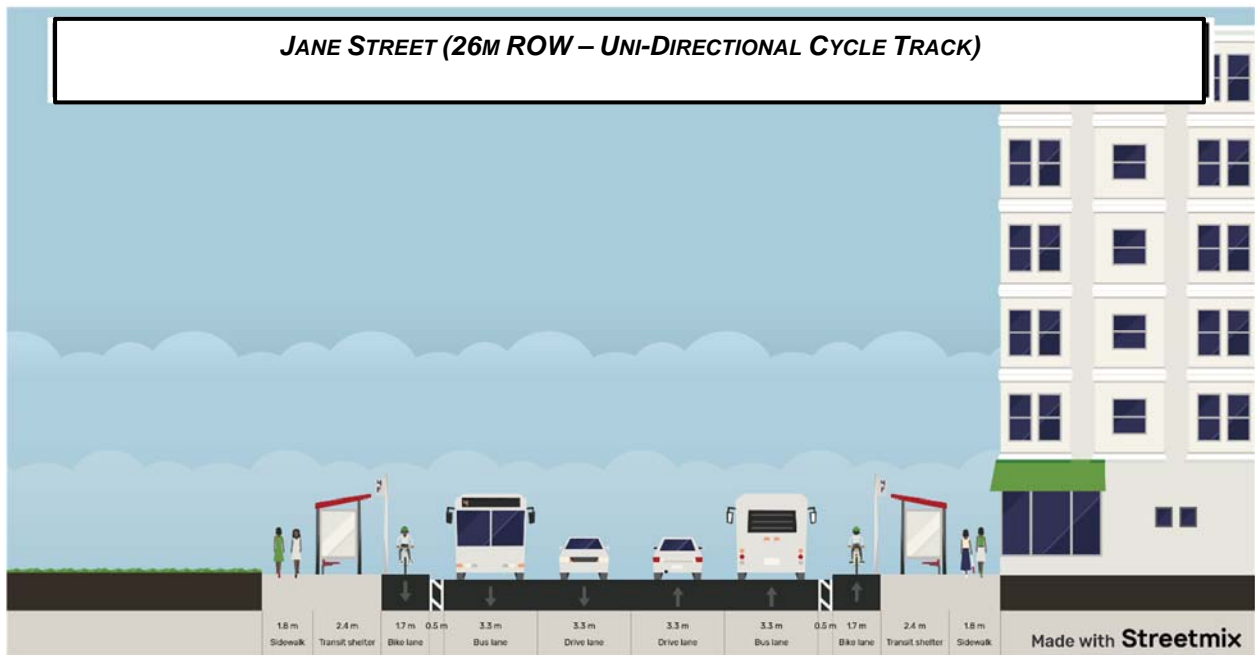 JANE STREET (26M ROW – UNI-DIRECTIONAL CYCLE TRACK)
1.8 m 2.4 m 1.7 m 0.5 m 3.3 m 3.3 m 3.3 m 3.3 m 0.5 m 1.7 m 2.4 m 1.8 m
Sidewalk Transit shelter Bike lane Bus lane Drive lane Drive lane Bus lane Bike lane Transit shelter Sidewalk
Made with Streetmix